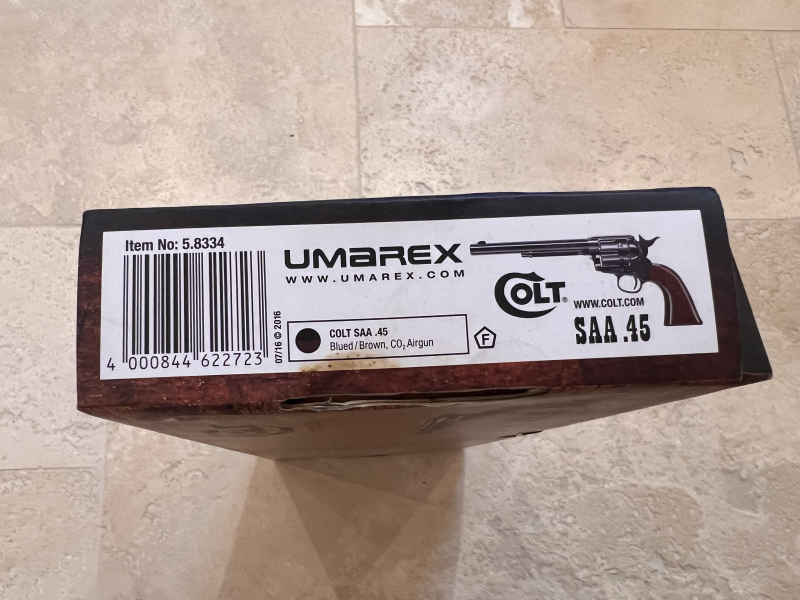 Item No: 5.8334
4 000844 622723
07/16 © 2016
UMAREX
WWW.UMAREX.COM
COLT SAA .45
Blued/Brown, CO₂ Airgun
F
COLT®
WWW.COLT.COM
SAA .45